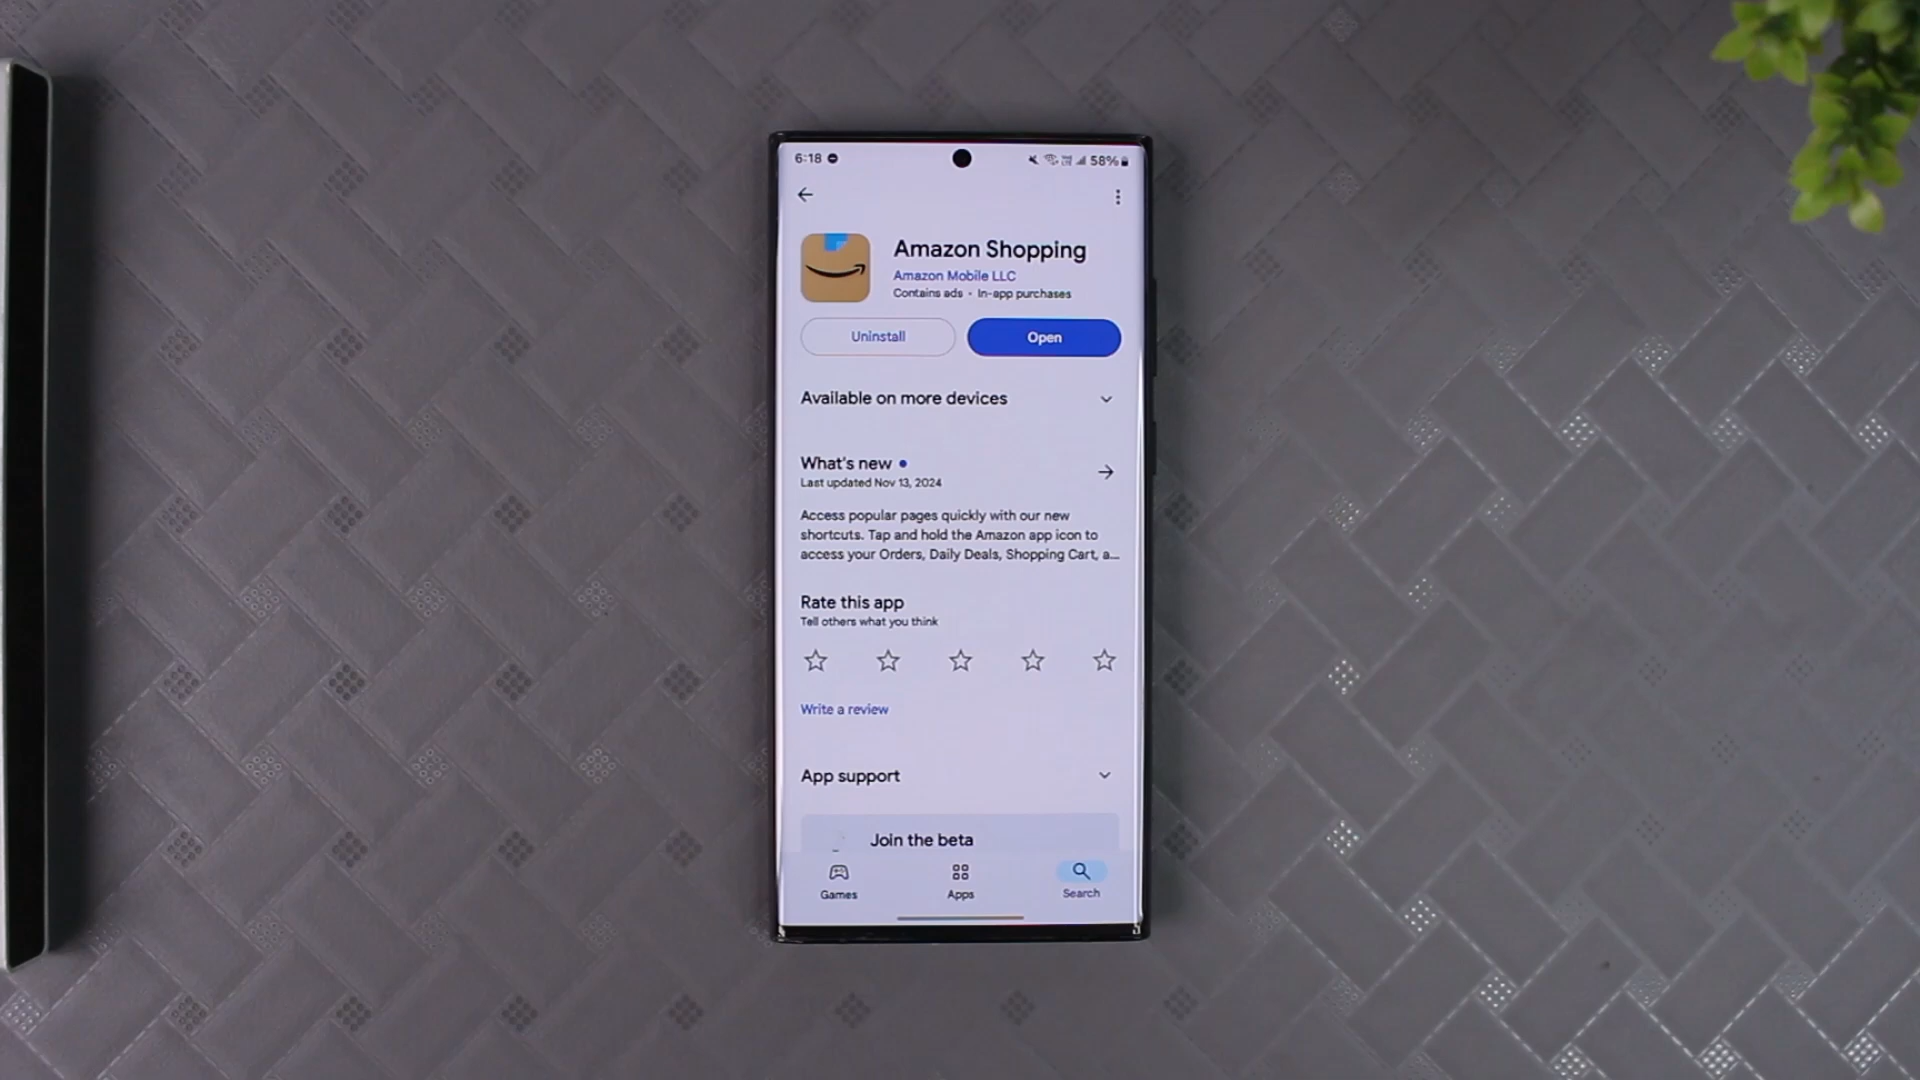 6:18 58%
Amazon Shopping
Amazon Mobile LLC
Contains ads • In-app purchases
Uninstall Open
Available on more devices
What's new •
Last updated Nov 13, 2024
Access popular pages quickly with our new
shortcuts. Tap and hold the Amazon app icon to
access your Orders, Daily Deals, Shopping Cart, a...
Rate this app
Tell others what you think
Write a review
App support
Join the beta
Games Apps Search